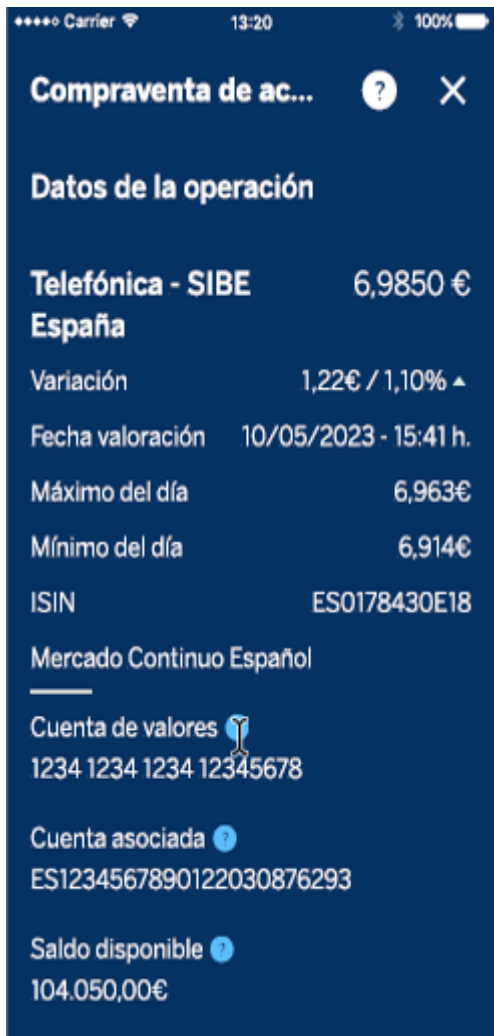 Carrier 13:20 100%
Compraventa de ac... ? X
Datos de la operación
Telefónica - SIBE 6,9850 €
España
Variación 1,22€ / 1,10%
Fecha valoración 10/05/2023 - 15:41 h.
Máximo del día 6,963€
Mínimo del día 6,914€
ISIN ES0178430E18
Mercado Continuo Español
Cuenta de valores
1234 1234 1234 12345678
Cuenta asociada ?
ES1234567890122030876293
Saldo disponible ?
104.050,00€